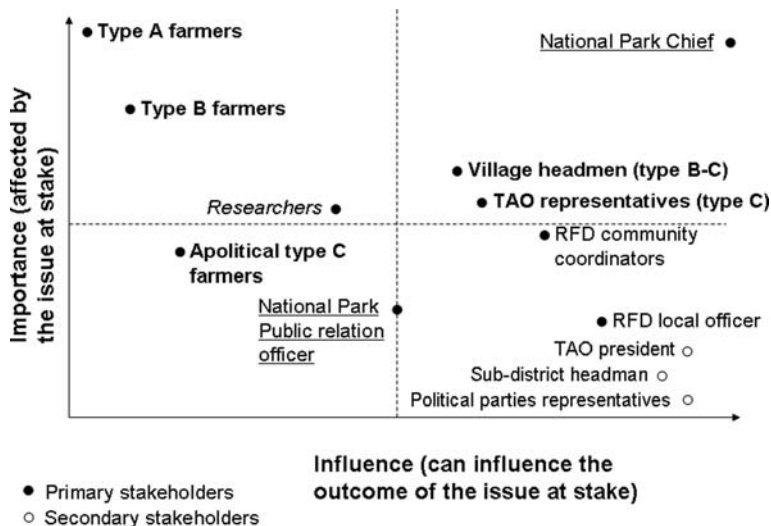 Type A farmers
National Park Chief
Type B farmers
Village headmen (type B-C)
TAO representatives (type C)
Researchers
RFD community
coordinators
Apolitical type C
farmers
National Park
Public relation
officer
RFD local officer
TAO president
Sub-district headman
Political parties representatives
Importance (affected by
the issue at stake)
Influence (can influence the
outcome of the issue at stake)
Primary stakeholders
Secondary stakeholders